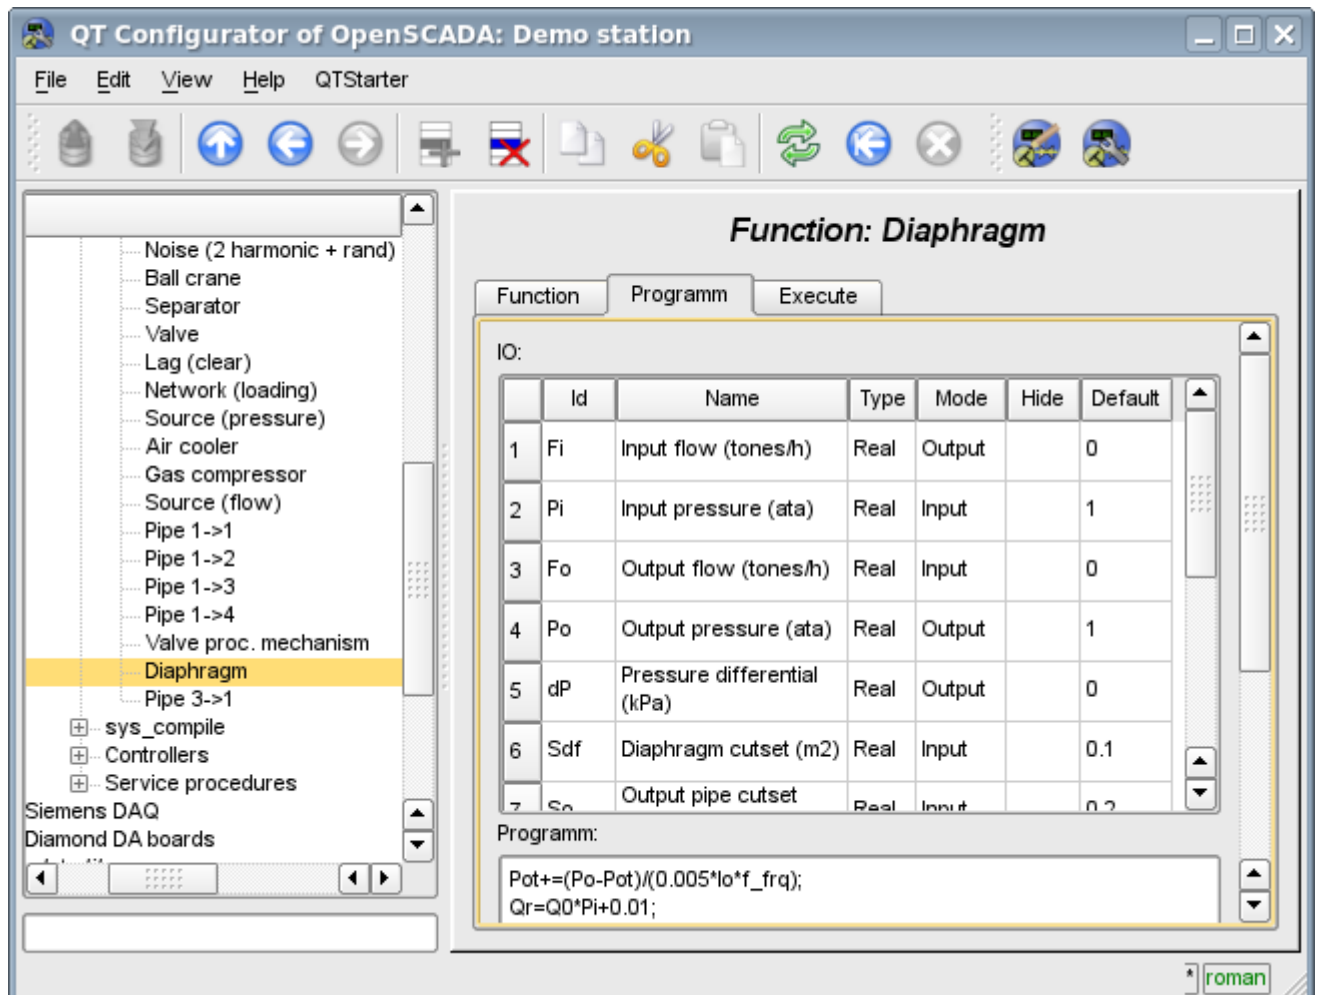 QT Configurator of OpenSCADA: Demo station
File Edit View Help QTStarter
Noise (2 harmonic + rand)
Ball crane
Separator
Valve
Lag (clear)
Network (loading)
Source (pressure)
Air cooler
Gas compressor
Source (flow)
Pipe 1->1
Pipe 1->2
Pipe 1->3
Pipe 1->4
Valve proc. mechanism
Diaphragm
Pipe 3->1
sys_compile
Controllers
Service procedures
Siemens DAQ
Diamond DA boards
Function: Diaphragm
Function Programm Execute
IO:
Id Name Type Mode Hide Default
1 Fi Input flow (tones/h) Real Output 0
2 Pi Input pressure (ata) Real Input 1
3 Fo Output flow (tones/h) Real Input 0
4 Po Output pressure (ata) Real Output 1
5 dP Pressure differential (kPa) Real Output 0
6 Sdf Diaphragm cutset (m2) Real Input 0.1
7 So Output pipe cutset Real Input 0.2
Programm:
Pot+=(Po-Pot)/(0.005*lo*f_frq);
Qr=Q0*Pi+0.01;
* roman